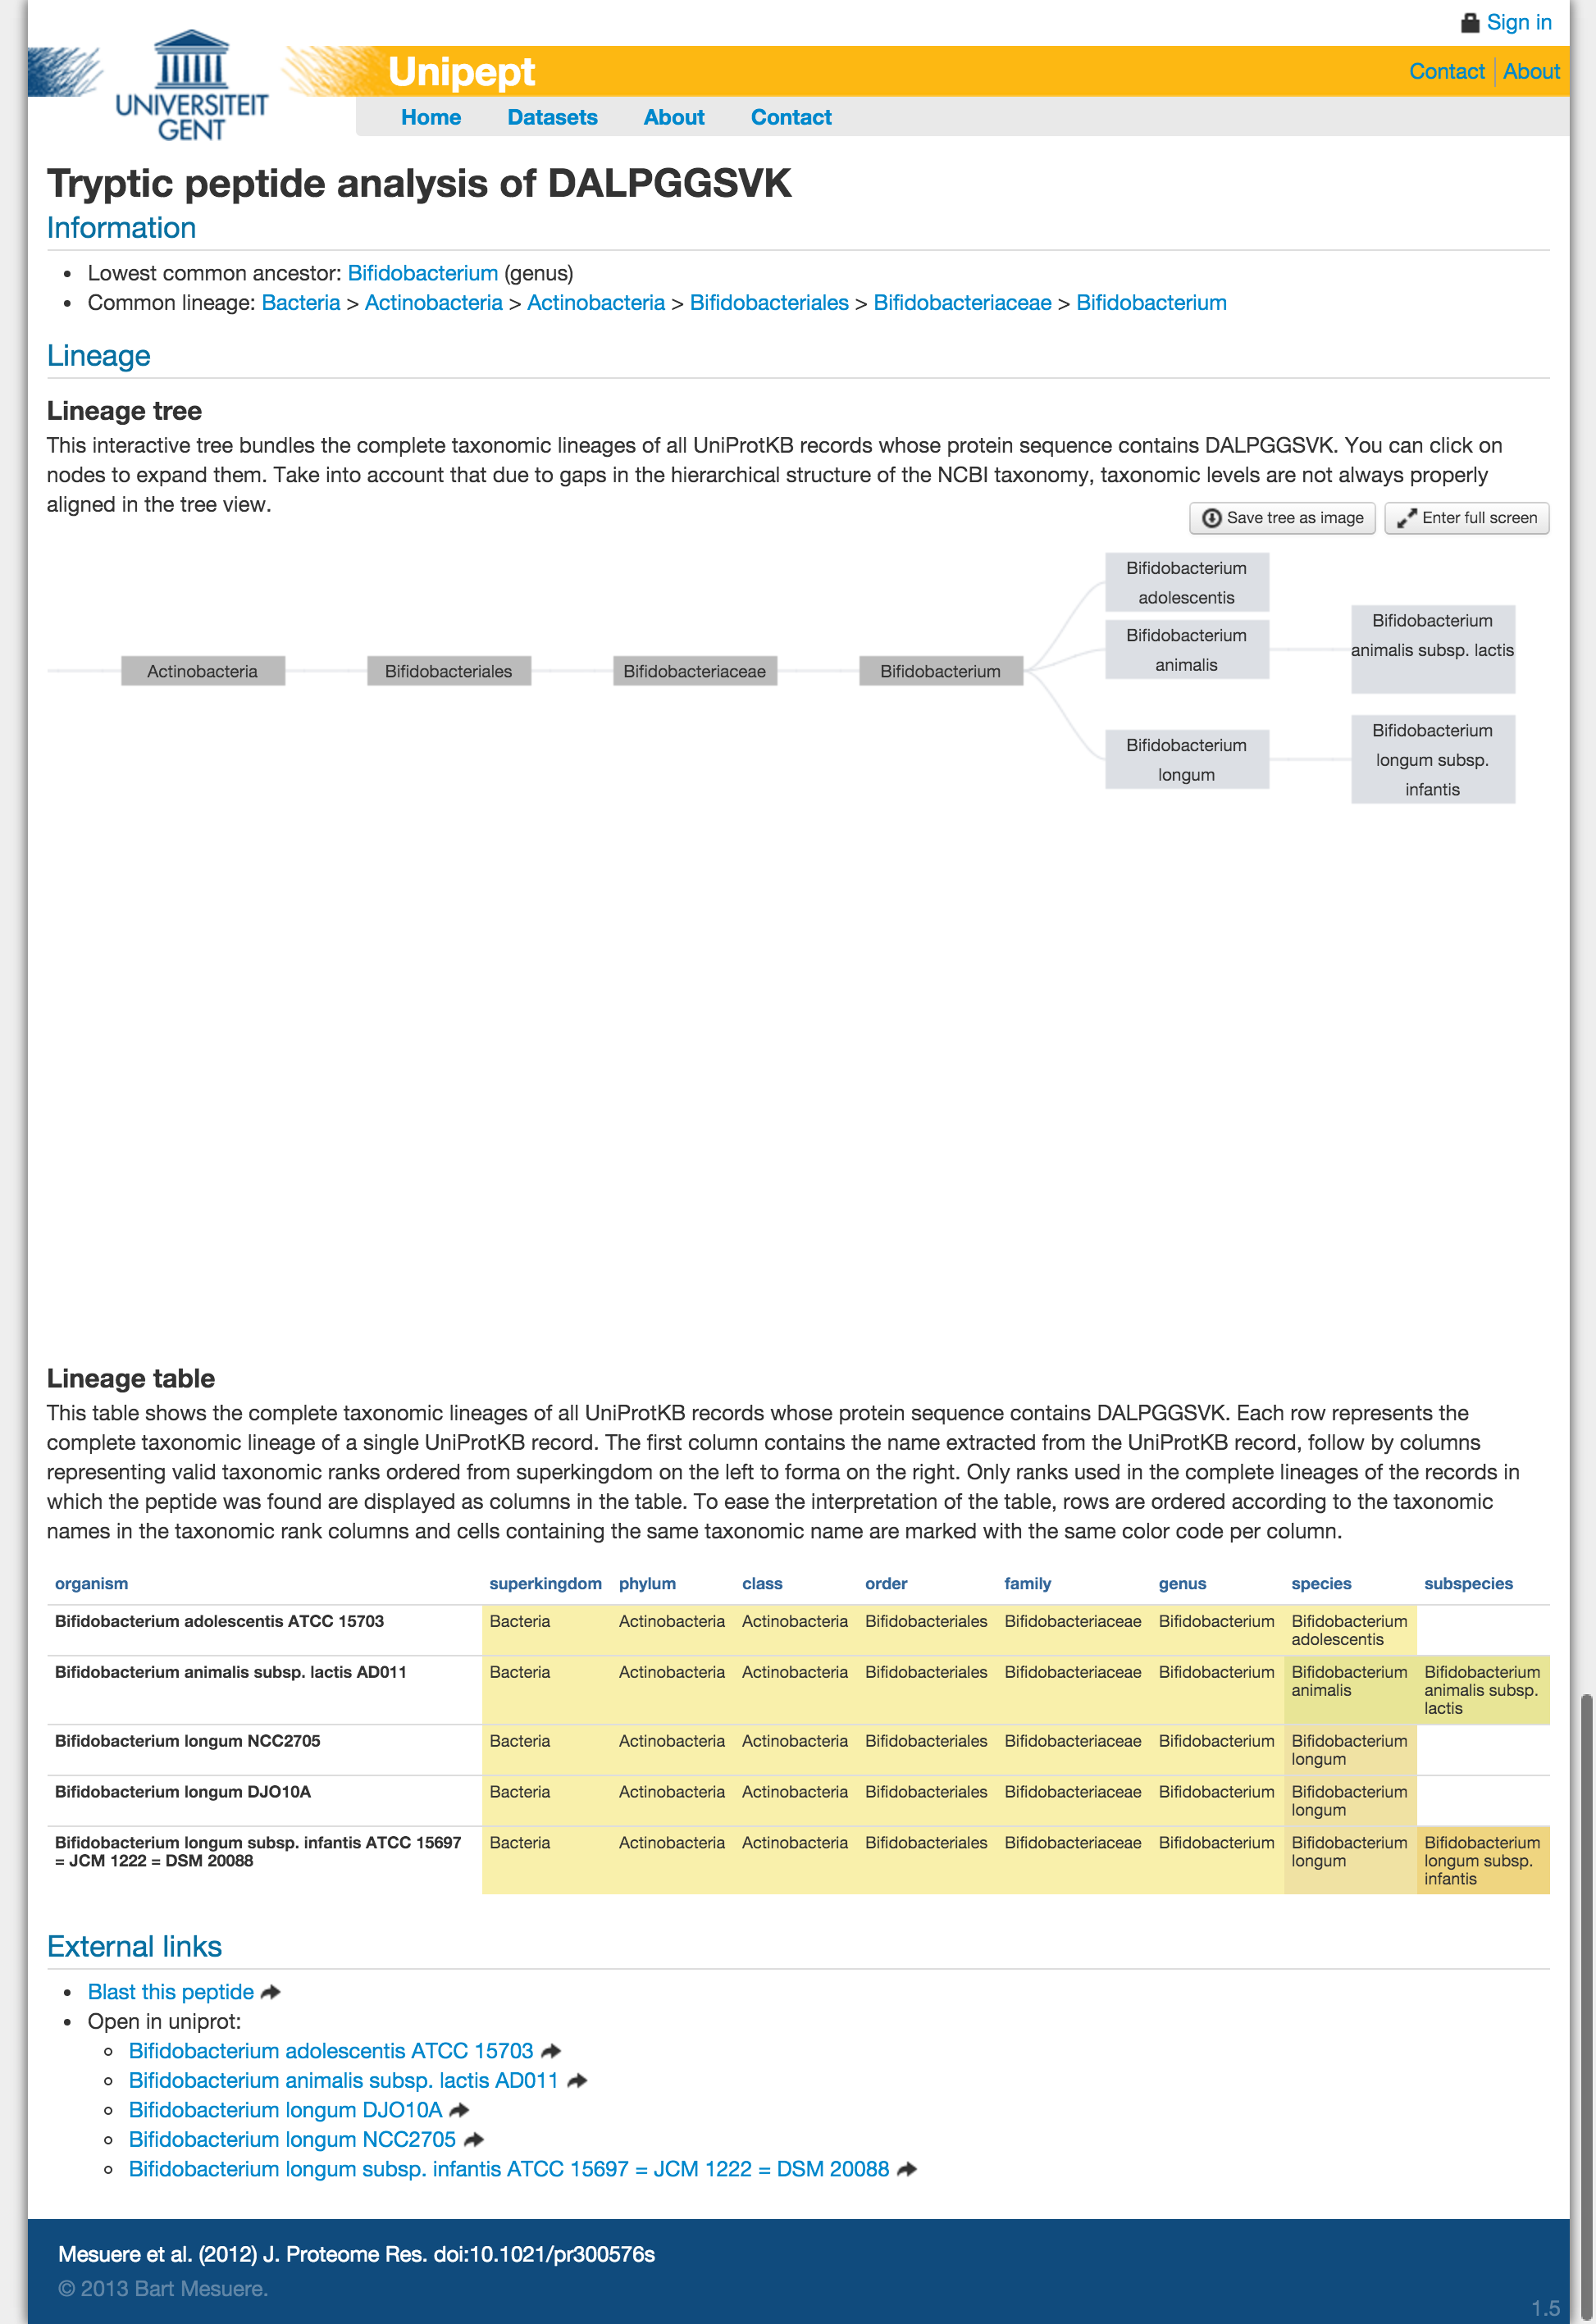 Sign in
UNIVERSITEIT
GENT
Unipept
Contact About
Home Datasets About Contact
Tryptic peptide analysis of DALPGGSVK
Information
• Lowest common ancestor: Bifidobacterium (genus)
• Common lineage: Bacteria > Actinobacteria > Actinobacteria > Bifidobacteriales > Bifidobacteriaceae > Bifidobacterium
Lineage
Lineage tree
This interactive tree bundles the complete taxonomic lineages of all UniProtKB records whose protein sequence contains DALPGGSVK. You can click on
nodes to expand them. Take into account that due to gaps in the hierarchical structure of the NCBI taxonomy, taxonomic levels are not always properly
aligned in the tree view.
Save tree as image Enter full screen
Actinobacteria
Bifidobacteriales
Bifidobacteriaceae
Bifidobacterium
Bifidobacterium
adolescentis
Bifidobacterium
animalis
Bifidobacterium
animalis subsp. lactis
Bifidobacterium
longum
Bifidobacterium
longum subsp.
infantis
Lineage table
This table shows the complete taxonomic lineages of all UniProtKB records whose protein sequence contains DALPGGSVK. Each row represents the
complete taxonomic lineage of a single UniProtKB record. The first column contains the name extracted from the UniProtKB record, follow by columns
representing valid taxonomic ranks ordered from superkingdom on the left to forma on the right. Only ranks used in the complete lineages of the records in
which the peptide was found are displayed as columns in the table. To ease the interpretation of the table, rows are ordered according to the taxonomic
names in the taxonomic rank columns and cells containing the same taxonomic name are marked with the same color code per column.
organism superkingdom phylum class order family genus species subspecies
Bifidobacterium adolescentis ATCC 15703 Bacteria Actinobacteria Actinobacteria Bifidobacteriales Bifidobacteriaceae Bifidobacterium Bifidobacterium
adolescentis
Bifidobacterium animalis subsp. lactis AD011 Bacteria Actinobacteria Actinobacteria Bifidobacteriales Bifidobacteriaceae Bifidobacterium Bifidobacterium Bifidobacterium
animalis animalis subsp.
lactis
Bifidobacterium longum NCC2705 Bacteria Actinobacteria Actinobacteria Bifidobacteriales Bifidobacteriaceae Bifidobacterium Bifidobacterium
longum
Bifidobacterium longum DJO10A Bacteria Actinobacteria Actinobacteria Bifidobacteriales Bifidobacteriaceae Bifidobacterium Bifidobacterium
longum
Bifidobacterium longum subsp. infantis ATCC 15697 Bacteria Actinobacteria Actinobacteria Bifidobacteriales Bifidobacteriaceae Bifidobacterium Bifidobacterium Bifidobacterium
= JCM 1222 = DSM 20088 longum longum subsp.
infantis
External links
• Blast this peptide
• Open in uniprot:
Bifidobacterium adolescentis ATCC 15703
Bifidobacterium animalis subsp. lactis AD011
Bifidobacterium longum DJO10A
Bifidobacterium longum NCC2705
Bifidobacterium longum subsp. infantis ATCC 15697 = JCM 1222 = DSM 20088
Mesuere et al. (2012) J. Proteome Res. doi:10.1021/pr300576s
© 2013 Bart Mesuere.
1.5